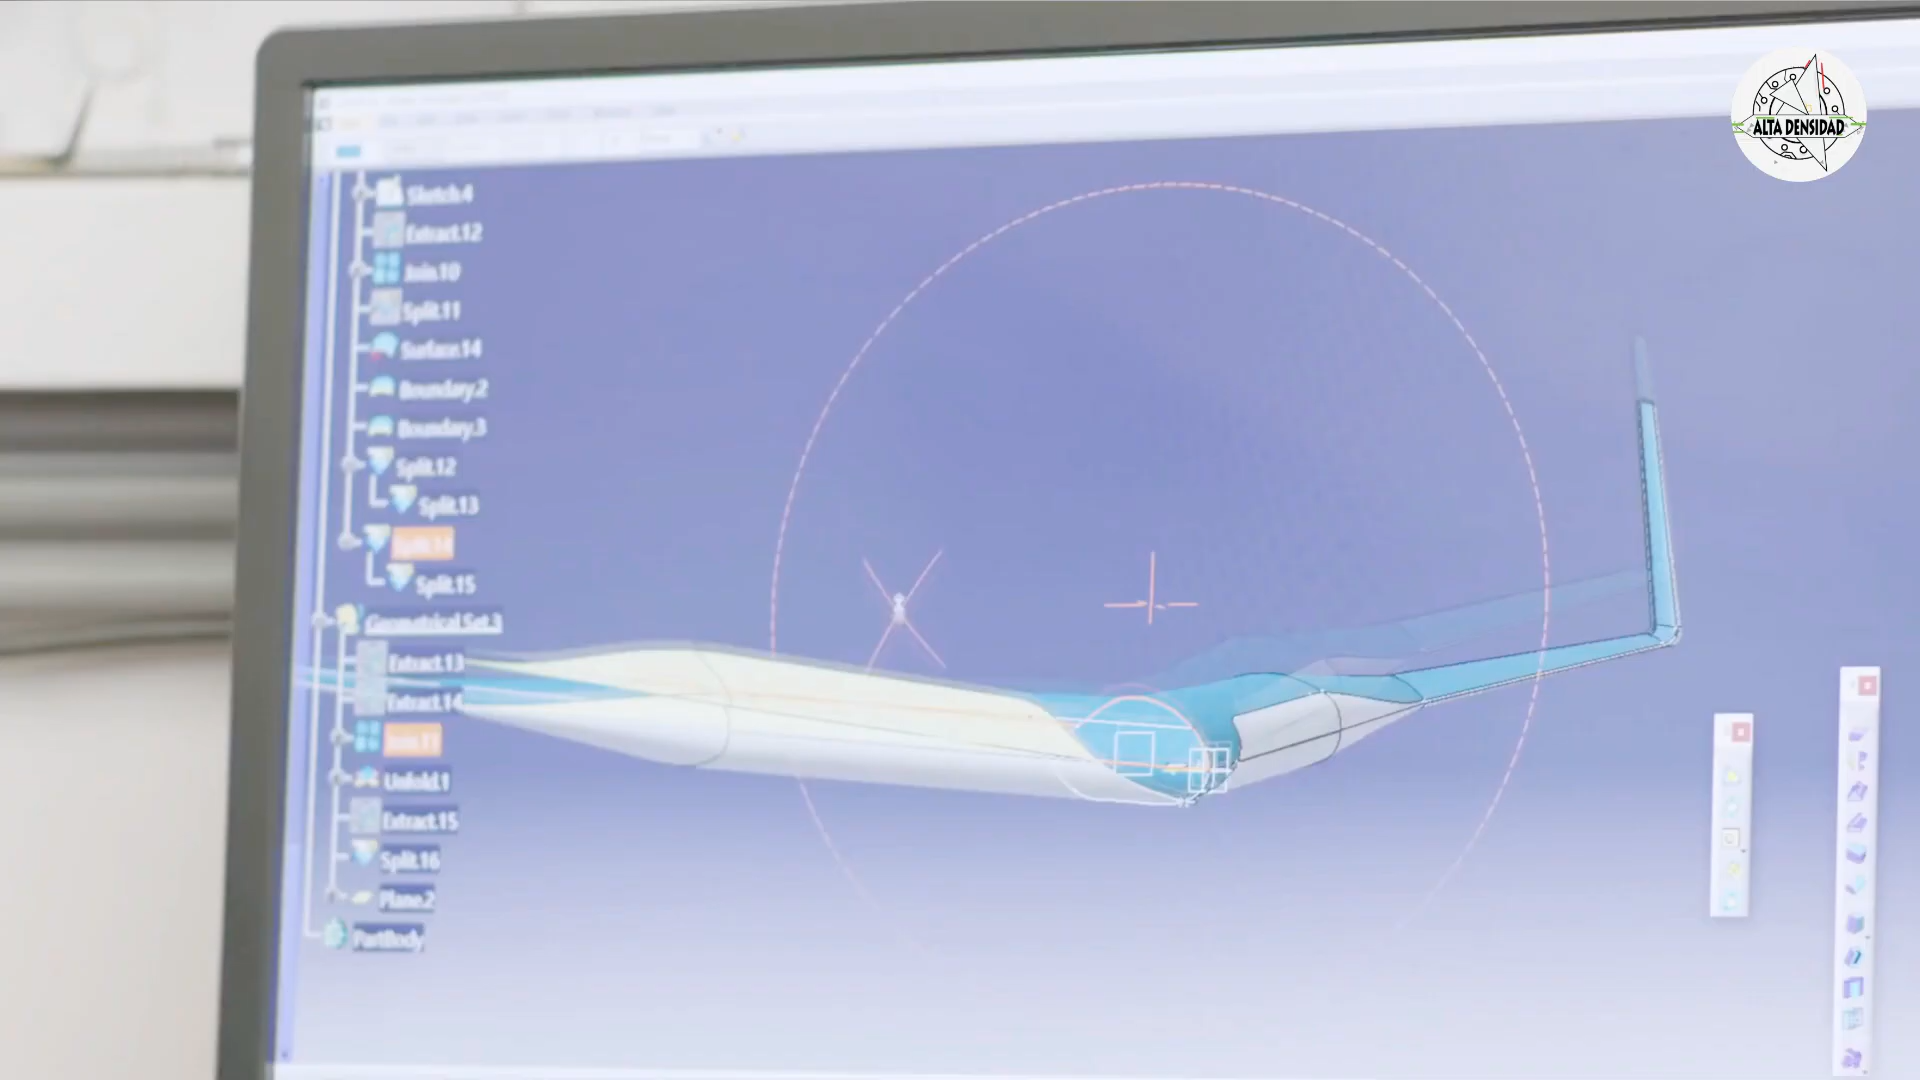 ALTA DENSIDAD
Sketch.4
Extract.12
Join.10
Split.11
Surface.14
Boundary.2
Boundary.3
Split.12
Split.13
Split.14
Split.15
Geometrical Set.3
Extract.13
Extract.14
Join.11
Unfold.1
Extract.15
Split.16
Plane.2
PartBody